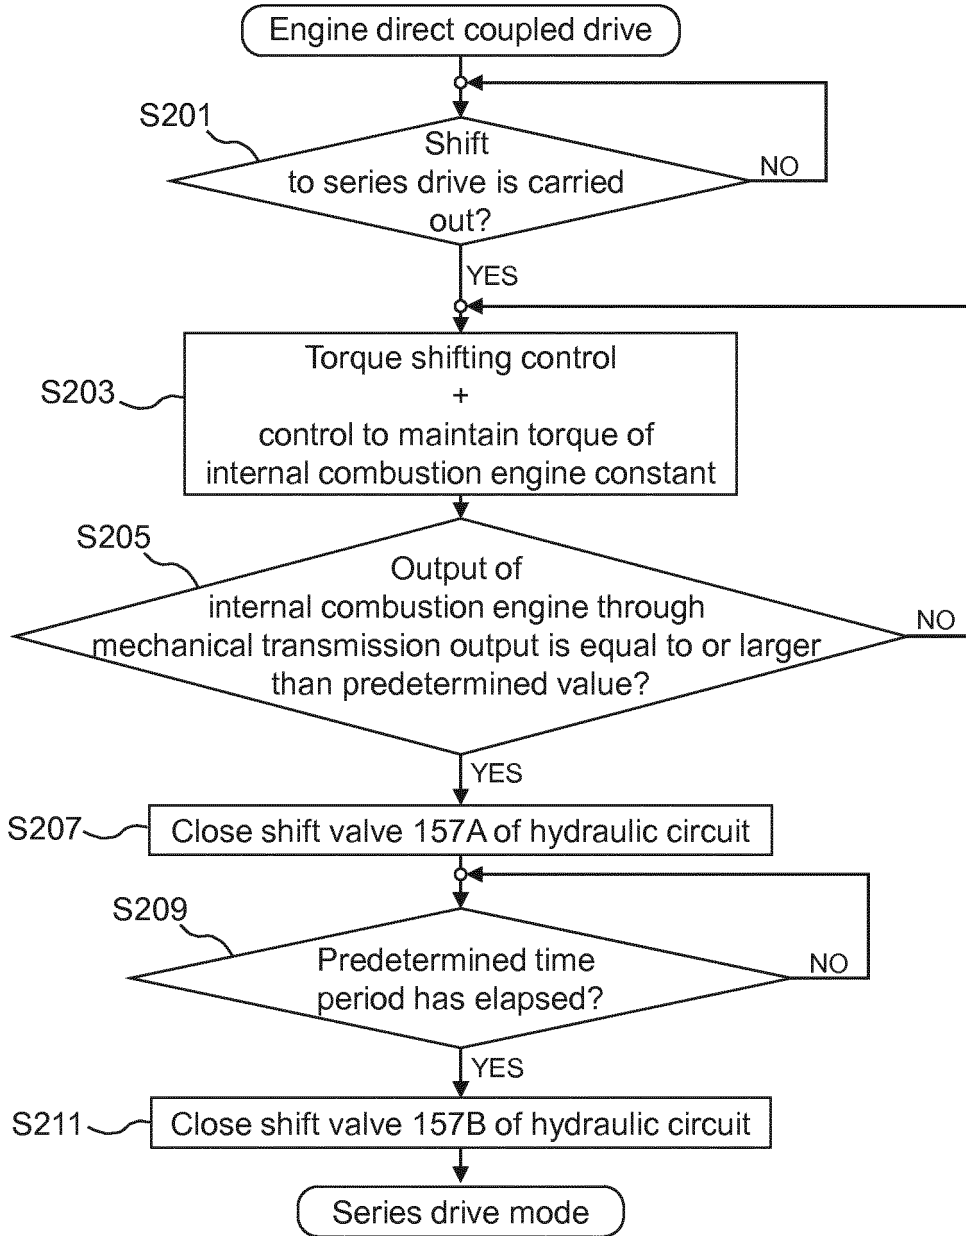 Engine direct coupled drive
S201
Shift
to series drive is carried
out?
NO
YES
S203
Torque shifting control
+
control to maintain torque of
internal combustion engine constant
S205
Output of
internal combustion engine through
mechanical transmission output is equal to or larger
than predetermined value?
NO
YES
S207
Close shift valve 157A of hydraulic circuit
S209
Predetermined time
period has elapsed?
NO
YES
S211
Close shift valve 157B of hydraulic circuit
Series drive mode